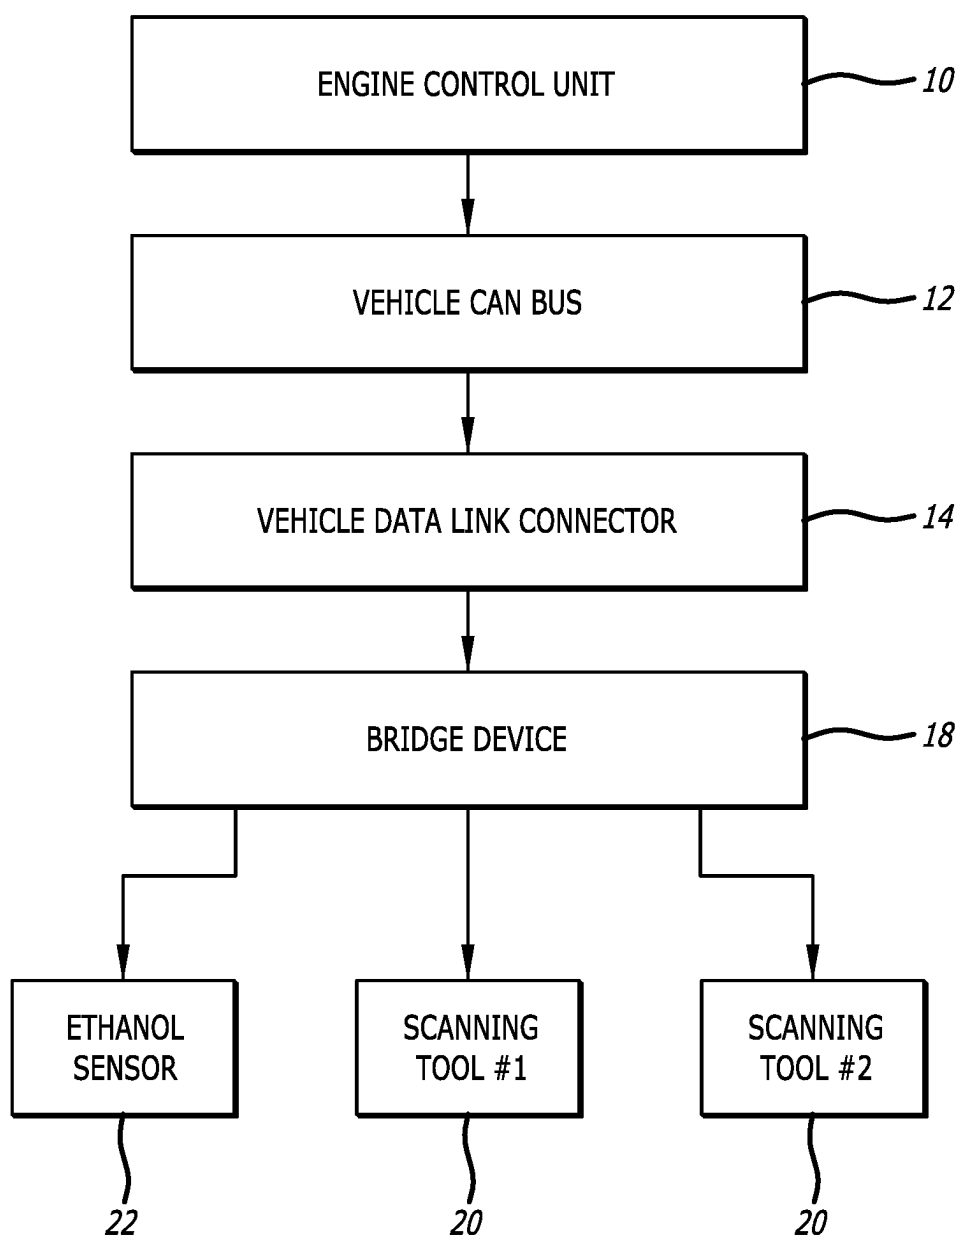 ENGINE CONTROL UNIT
10
VEHICLE CAN BUS
12
VEHICLE DATA LINK CONNECTOR
14
BRIDGE DEVICE
18
ETHANOL
SENSOR
SCANNING
TOOL #1
SCANNING
TOOL #2
22
20
20